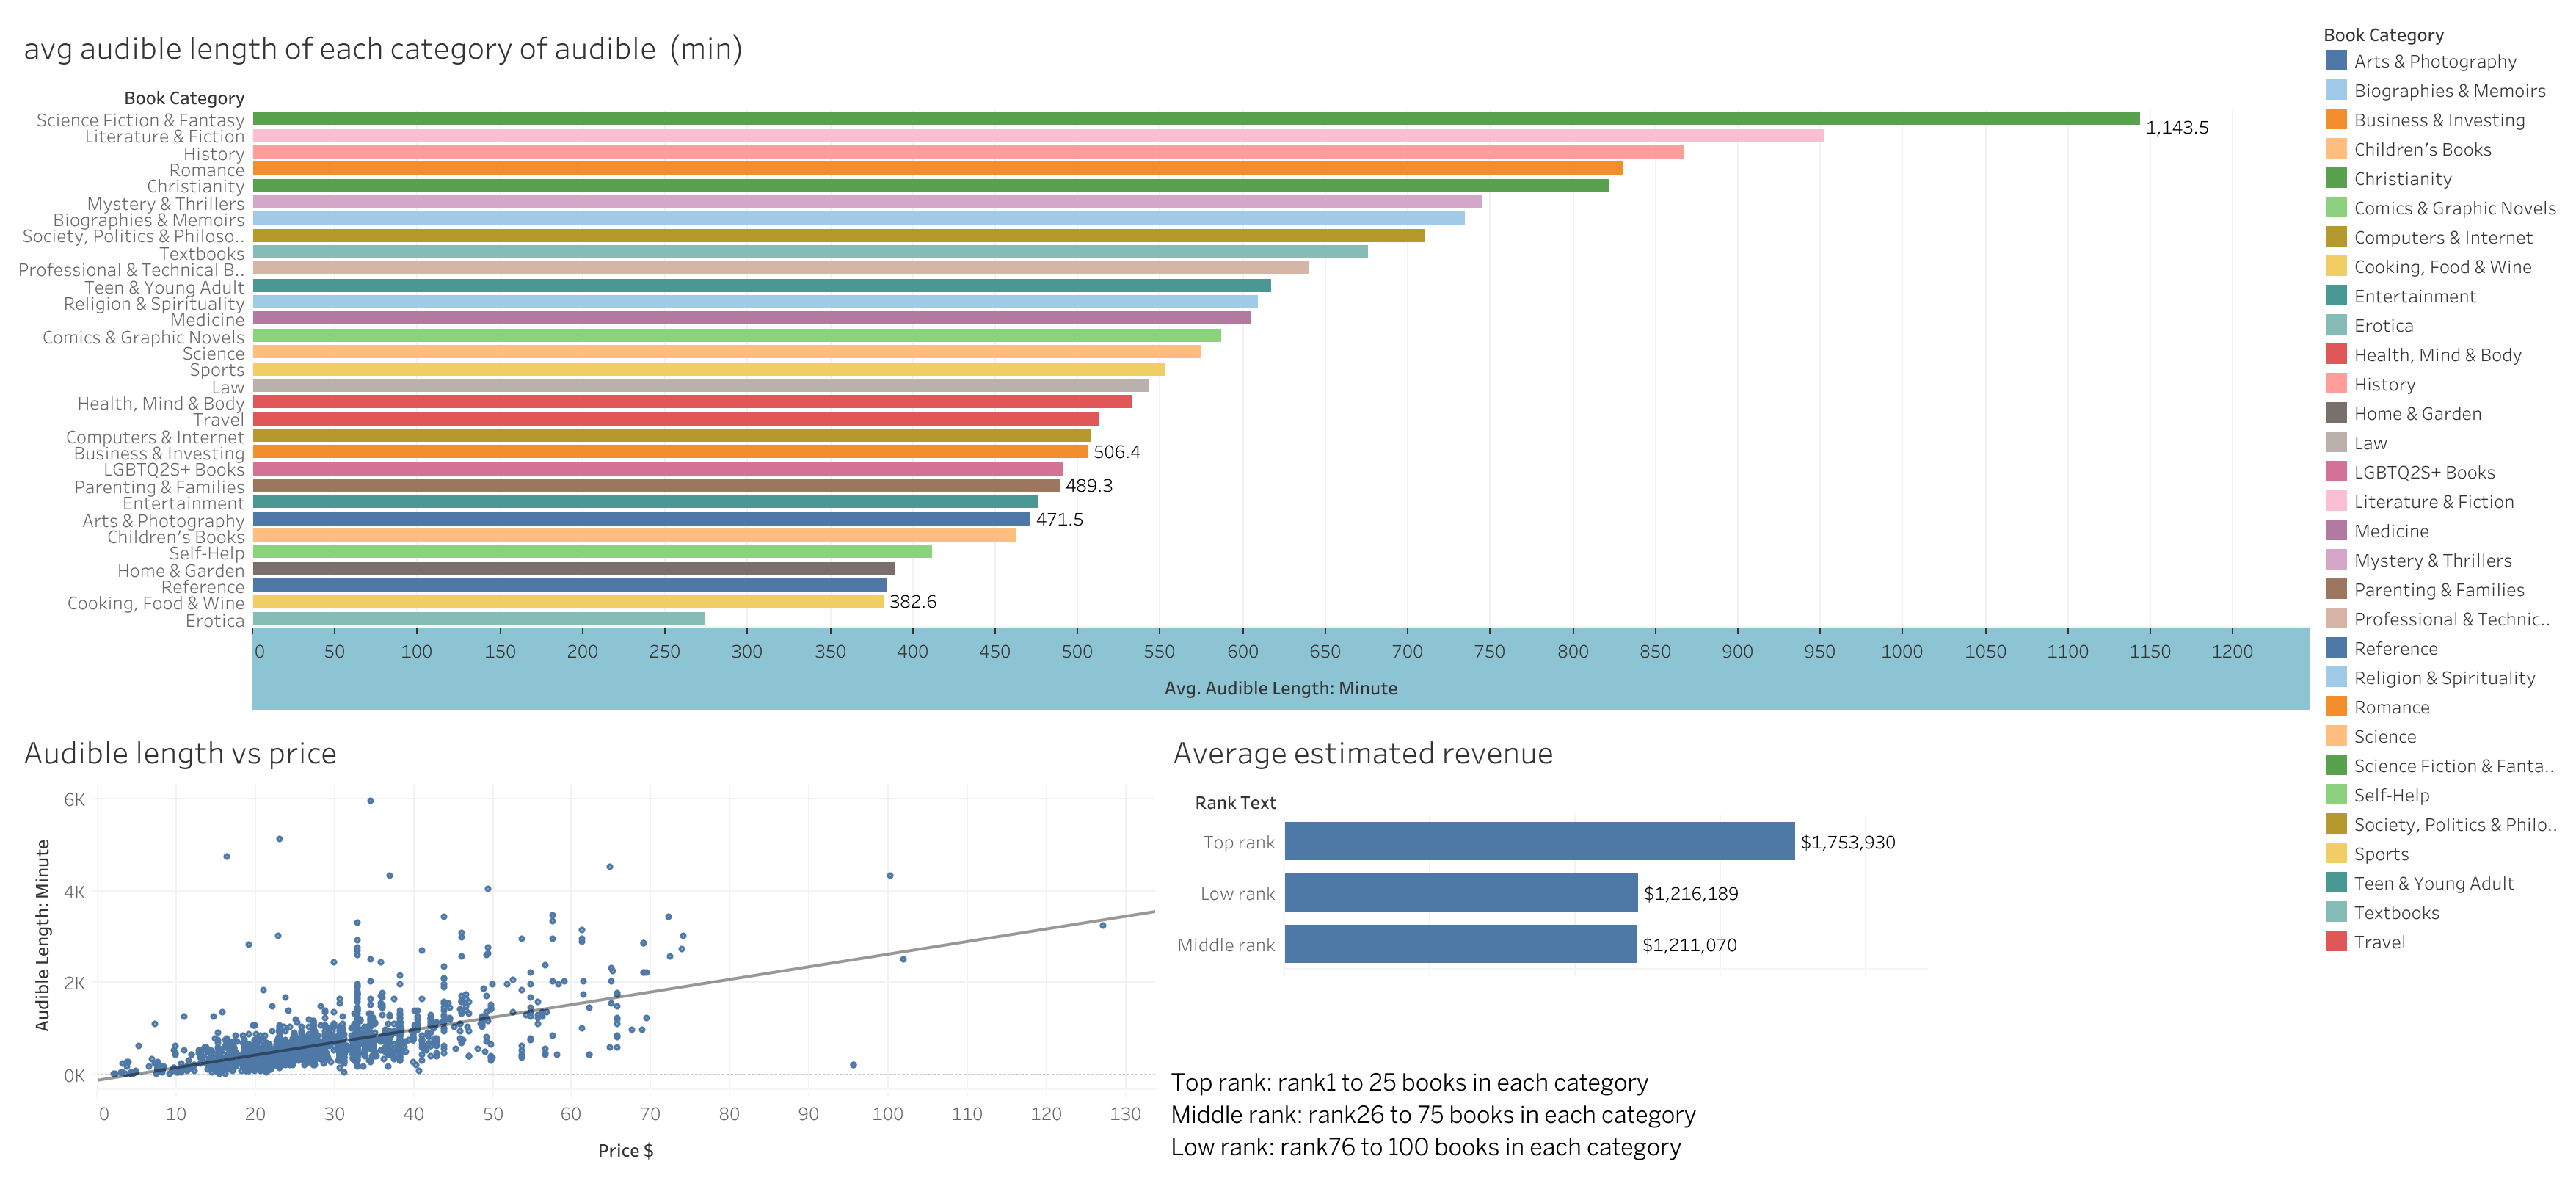 avg audible length of each category of audible (min)
Book Category
Science Fiction & Fantasy
1,143.5
Literature & Fiction
History
Romance
Christianity
Mystery & Thrillers
Biographies & Memoirs
Society, Politics & Philoso..
Textbooks
Professional & Technical B..
Teen & Young Adult
Religion & Spirituality
Medicine
Comics & Graphic Novels
Science
Sports
Law
Health, Mind & Body
Travel
Computers & Internet
Business & Investing 506.4
LGBTQ2S+ Books
Parenting & Families 489.3
Entertainment
Arts & Photography 471.5
Children's Books
Self-Help
Home & Garden
Reference
Cooking, Food & Wine 382.6
Erotica
0 50 100 150 200 250 300 350 400 450 500 550 600 650 700 750 800 850 900 950 1000 1050 1100 1150 1200
Avg. Audible Length: Minute
Book Category
Arts & Photography
Biographies & Memoirs
Business & Investing
Children's Books
Christianity
Comics & Graphic Novels
Computers & Internet
Cooking, Food & Wine
Entertainment
Erotica
Health, Mind & Body
History
Home & Garden
Law
LGBTQ2S+ Books
Literature & Fiction
Medicine
Mystery & Thrillers
Parenting & Families
Professional & Technic..
Reference
Religion & Spirituality
Romance
Science
Science Fiction & Fanta..
Self-Help
Society, Politics & Philo..
Sports
Teen & Young Adult
Textbooks
Travel
Audible length vs price
Audible Length: Minute
6K
4K
2K
0K
0 10 20 30 40 50 60 70 80 90 100 110 120 130
Price $
Average estimated revenue
Rank Text
Top rank $1,753,930
Low rank $1,216,189
Middle rank $1,211,070
Top rank: rank1 to 25 books in each category
Middle rank: rank26 to 75 books in each category
Low rank: rank76 to 100 books in each category